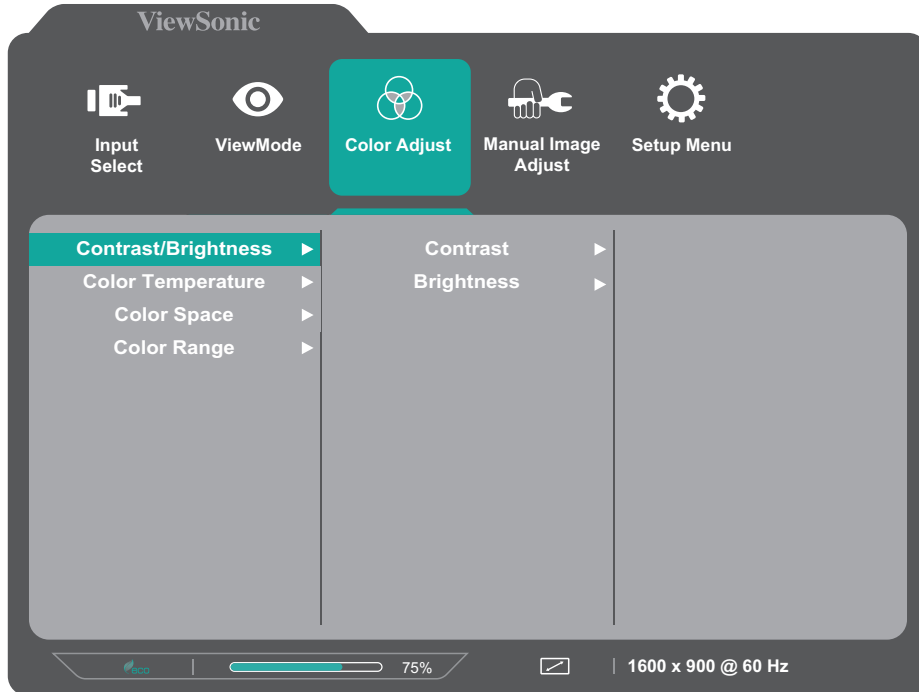 ViewSonic
Input
Select
ViewMode
Color Adjust
Manual Image
Adjust
Setup Menu
Contrast/Brightness
Color Temperature
Color Space
Color Range
Contrast
Brightness
eco
75%
1600 x 900 @ 60 Hz